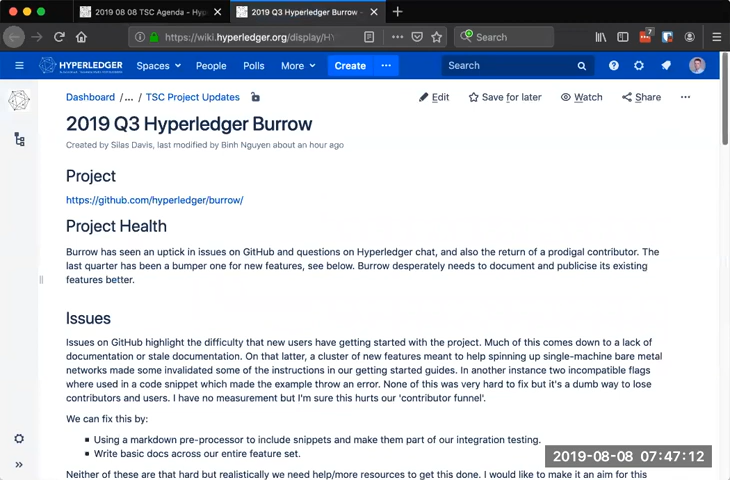 2019 08 08 TSC Agenda - Hy
2019 Q3 Hyperledger Burrow -
https://wiki.hyperledger.org/display/HY
Search
7
HYPERLEDGER
Spaces
People
Polls
More
Create
Search
Dashboard /... / TSC Project Updates
Edit
Save for later
Watch
Share
2019 Q3 Hyperledger Burrow
Created by Silas Davis, last modified by Binh Nguyen about an hour ago
Project
https://github.com/hyperledger/burrow/
Project Health
Burrow has seen an uptick in issues on GitHub and questions on Hyperledger chat, and also the return of a prodigal contributor. The
last quarter has been a bumper one for new features, see below. Burrow desperately needs to document and publicise its existing
features better.
Issues
Issues on GitHub highlight the difficulty that new users have getting started with the project. Much of this comes down to a lack of
documentation or stale documentation. On that latter, a cluster of new features meant to help spinning up single-machine bare metal
networks made some invalidated some of the instructions in our getting started guides. In another instance two incompatible flags
where used in a code snippet which made the example throw an error. None of this was very hard to fix but it's a dumb way to lose
contributors and users. I have no measurement but I'm sure this hurts our 'contributor funnel'.
We can fix this by:
Using a markdown pre-processor to include snippets and make them part of our integration testing.
Write basic docs across our entire feature set.
2019-08-08 07:47:12
Neither of these are that hard but realistically we need help/more resources to get this done. I would like to make it an aim for this